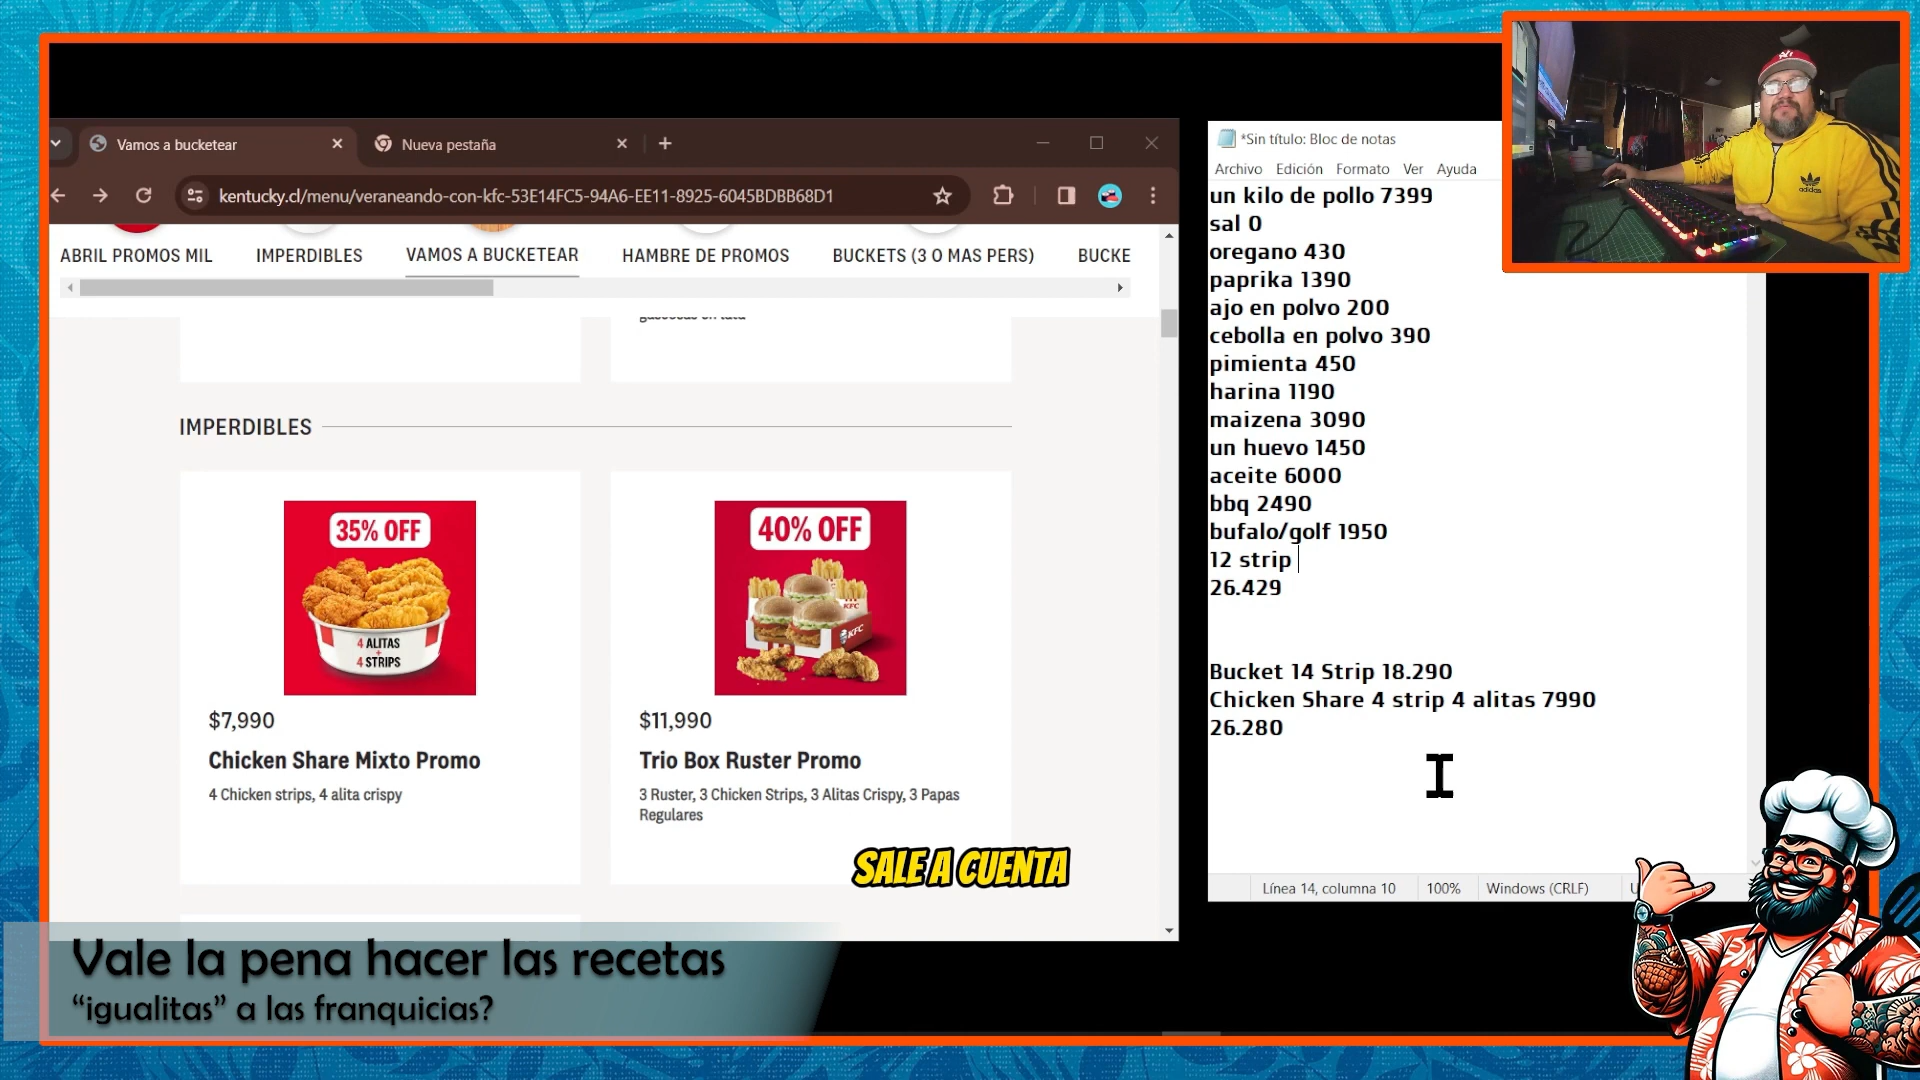 Vamos a bucketear
Nueva pestaña
kentucky.cl/menu/veraneando-con-kfc-53E14FC5-94A6-EE11-8925-6045BDBB68D1
ABRIL PROMOS MIL
IMPERDIBLES
VAMOS A BUCKETEAR
HAMBRE DE PROMOS
BUCKETS (3 O MAS PERS)
BUCKE
IMPERDIBLES
35% OFF
4 ALITAS
+
4 STRIPS
$7,990
Chicken Share Mixto Promo
4 Chicken strips, 4 alita crispy
40% OFF
KFC
KFC
$11,990
Trio Box Ruster Promo
3 Ruster, 3 Chicken Strips, 3 Alitas Crispy, 3 Papas
Regulares
SALE A CUENTA
*Sin título: Bloc de notas
Archivo Edición Formato Ver Ayuda
un kilo de pollo 7399
sal 0
oregano 430
paprika 1390
ajo en polvo 200
cebolla en polvo 390
pimienta 450
harina 1190
maizena 3090
un huevo 1450
aceite 6000
bbq 2490
bufalo/golf 1950
12 strip
26.429
Bucket 14 Strip 18.290
Chicken Share 4 strip 4 alitas 7990
26.280
Línea 14, columna 10
100%
Windows (CRLF)
U
adidas
Vale la pena hacer las recetas
“igualitas” a las franquicias?